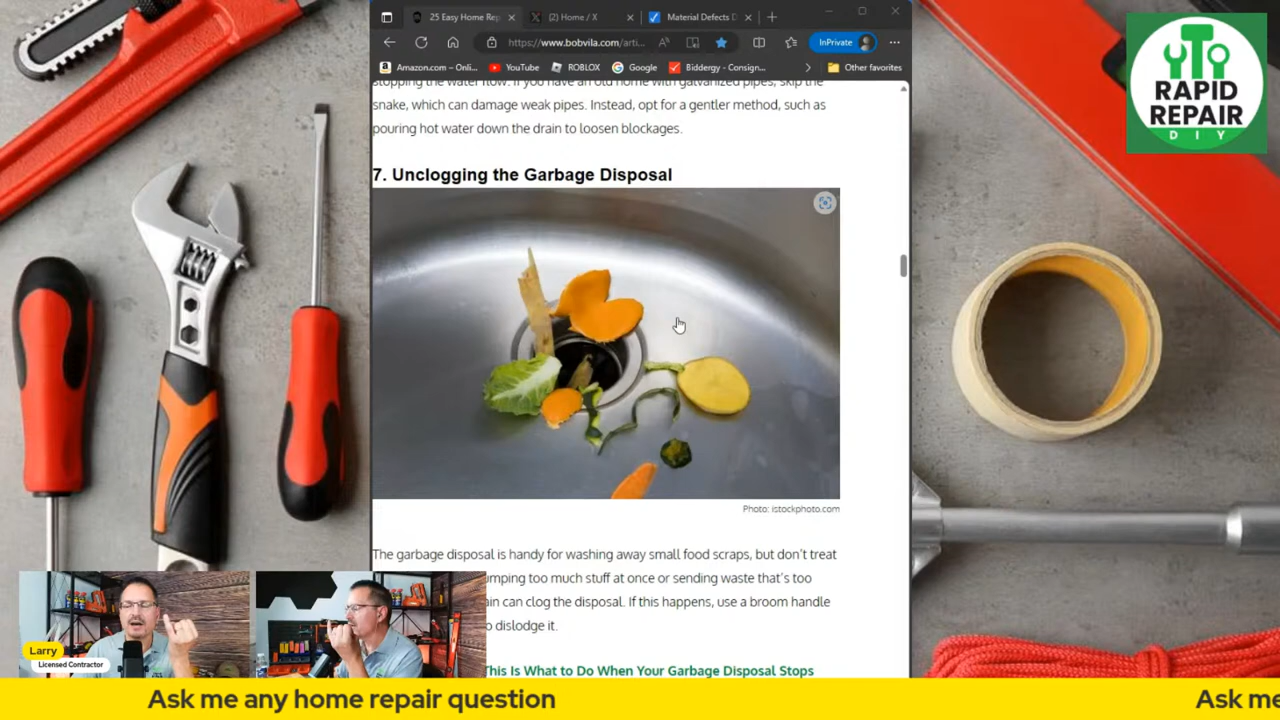 25 Easy Home Rep
(2) Home / X
Material Defects D
https://www.bobvila.com/arti...
InPrivate
Amazon.com – Onli...
YouTube
ROBLOX
Google
Biddergy - Consign...
Other favorites
RAPID
REPAIR
DIY
stopping the water flow. If you have an old home with galvanized pipes, skip the
snake, which can damage weak pipes. Instead, opt for a gentler method, such as
pouring hot water down the drain to loosen blockages.
7. Unclogging the Garbage Disposal
Photo: istockphoto.com
The garbage disposal is handy for washing away small food scraps, but don't treat
umping too much stuff at once or sending waste that's too
ain can clog the disposal. If this happens, use a broom handle
o dislodge it.
This Is What to Do When Your Garbage Disposal Stops
Larry
Licensed Contractor
Ask me any home repair question
Ask me